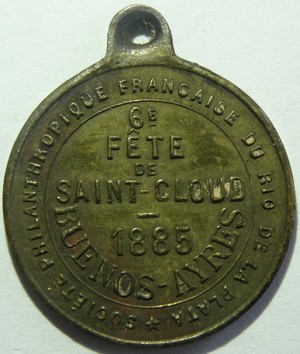 SOCIÉTÉ PHILANTHROPIQUE FRANÇAISE DU RIO DE LA PLATA
6E
FÊTE
DE
SAINT-CLOUD
1885
BUENOS-AYRES